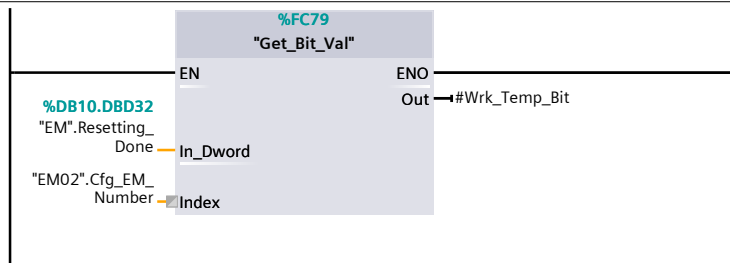 %FC79
"Get_Bit_Val"
EN
ENO
Out
#Wrk_Temp_Bit
%DB10.DBD32
"EM".Resetting_
Done
In_Dword
"EM02".Cfg_EM_
Number
Index